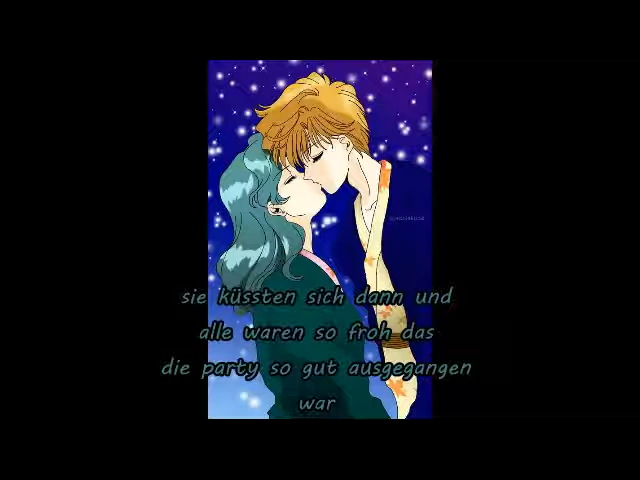 sie küssten sich dann und
alle waren so froh das
die party so gut ausgegangen
war